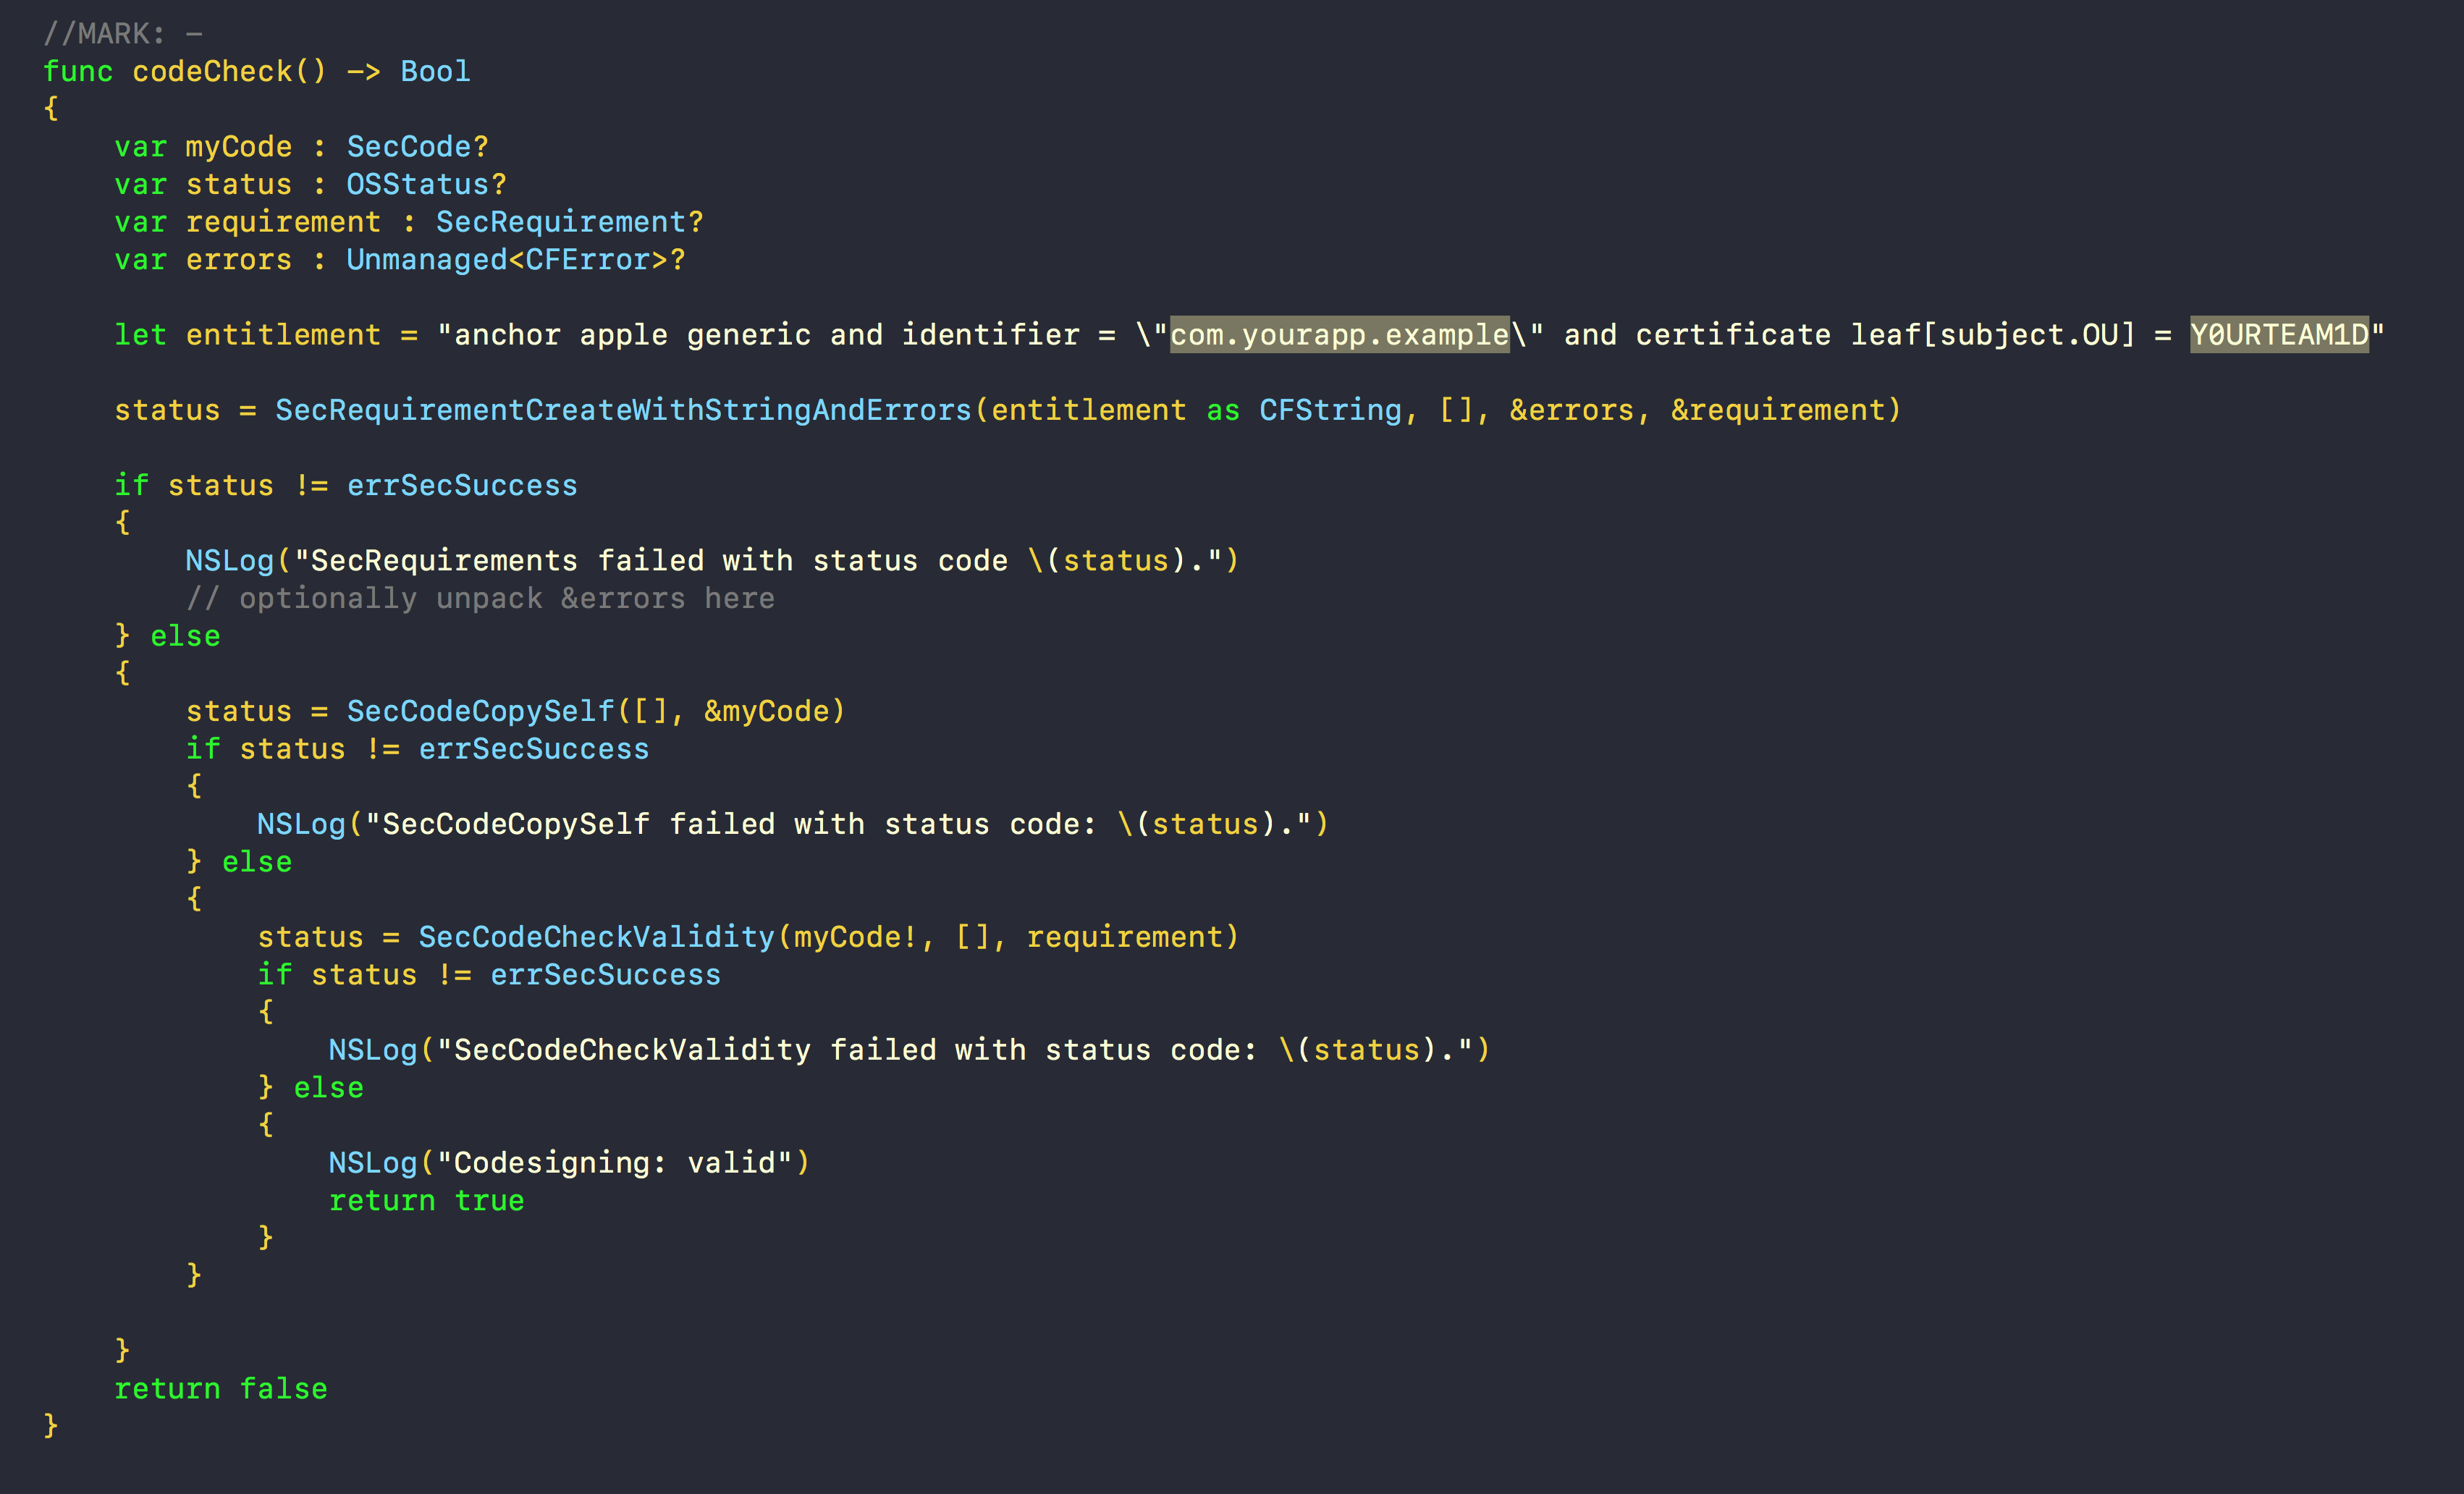 //MARK: –
func codeCheck() -> Bool
{
    var myCode : SecCode?
    var status : OSStatus?
    var requirement : SecRequirement?
    var errors : Unmanaged<CFError>?

    let entitlement = "anchor apple generic and identifier = \"com.yourapp.example\" and certificate leaf[subject.OU] = Y0URTEAM1D"

    status = SecRequirementCreateWithStringAndErrors(entitlement as CFString, [], &errors, &requirement)

    if status != errSecSuccess
    {
        NSLog("SecRequirements failed with status code \(status).")
        // optionally unpack &errors here
    } else
    {
        status = SecCodeCopySelf([], &myCode)
        if status != errSecSuccess
        {
            NSLog("SecCodeCopySelf failed with status code: \(status).")
        } else
        {
            status = SecCodeCheckValidity(myCode!, [], requirement)
            if status != errSecSuccess
            {
                NSLog("SecCodeCheckValidity failed with status code: \(status).")
            } else
            {
                NSLog("Codesigning: valid")
                return true
            }
        }

    }
    return false
}